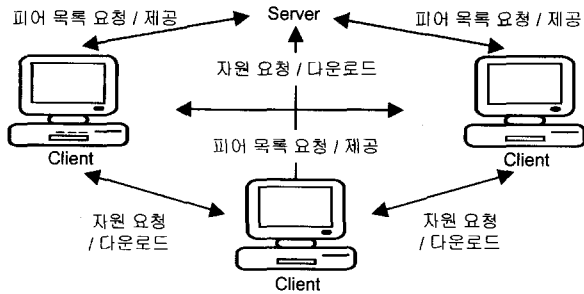 피어 목록 요청 / 제공
Server
피어 목록 요청 / 제공
자원 요청 / 다운로드
Client
피어 목록 요청 / 제공
Client
자원 요청
/ 다운로드
자원 요청
/ 다운로드
Client